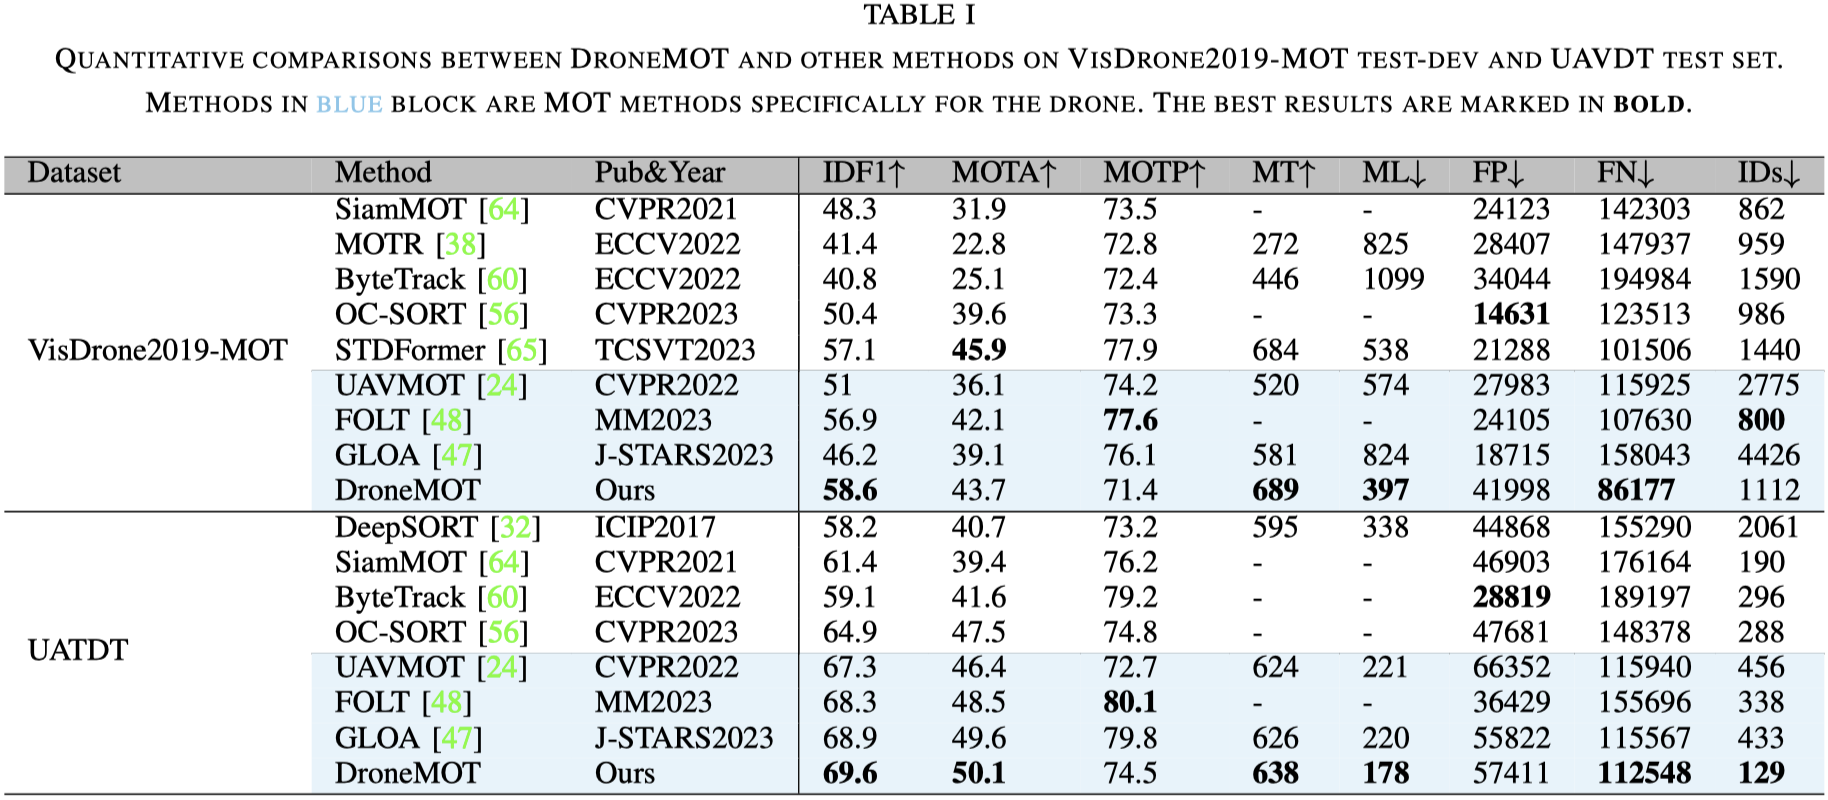 TABLE I
QUANTITATIVE COMPARISONS BETWEEN DRONEMOT AND OTHER METHODS ON VISDRONE2019-MOT TEST-DEV AND UAVDT TEST SET.
METHODS IN BLUE BLOCK ARE MOT METHODS SPECIFICALLY FOR THE DRONE. THE BEST RESULTS ARE MARKED IN BOLD.
Dataset Method Pub&Year IDF1↑ MOTA↑ MOTP↑ MT↑ ML↓ FP↓ FN↓ IDs↓
SiamMOT [64] CVPR2021 48.3 31.9 73.5 - - 24123 142303 862
MOTR [38] ECCV2022 41.4 22.8 72.8 272 825 28407 147937 959
ByteTrack [60] ECCV2022 40.8 25.1 72.4 446 1099 34044 194984 1590
OC-SORT [56] CVPR2023 50.4 39.6 73.3 - - 14631 123513 986
VisDrone2019-MOT STDFormer [65] TCSVT2023 57.1 45.9 77.9 684 538 21288 101506 1440
UAVMOT [24] CVPR2022 51 36.1 74.2 520 574 27983 115925 2775
FOLT [48] MM2023 56.9 42.1 77.6 - - 24105 107630 800
GLOA [47] J-STARS2023 46.2 39.1 76.1 581 824 18715 158043 4426
DroneMOT Ours 58.6 43.7 71.4 689 397 41998 86177 1112
DeepSORT [32] ICIP2017 58.2 40.7 73.2 595 338 44868 155290 2061
SiamMOT [64] CVPR2021 61.4 39.4 76.2 - - 46903 176164 190
ByteTrack [60] ECCV2022 59.1 41.6 79.2 - - 28819 189197 296
OC-SORT [56] CVPR2023 64.9 47.5 74.8 - - 47681 148378 288
UATDT
UAVMOT [24] CVPR2022 67.3 46.4 72.7 624 221 66352 115940 456
FOLT [48] MM2023 68.3 48.5 80.1 - - 36429 155696 338
GLOA [47] J-STARS2023 68.9 49.6 79.8 626 220 55822 115567 433
DroneMOT Ours 69.6 50.1 74.5 638 178 57411 112548 129